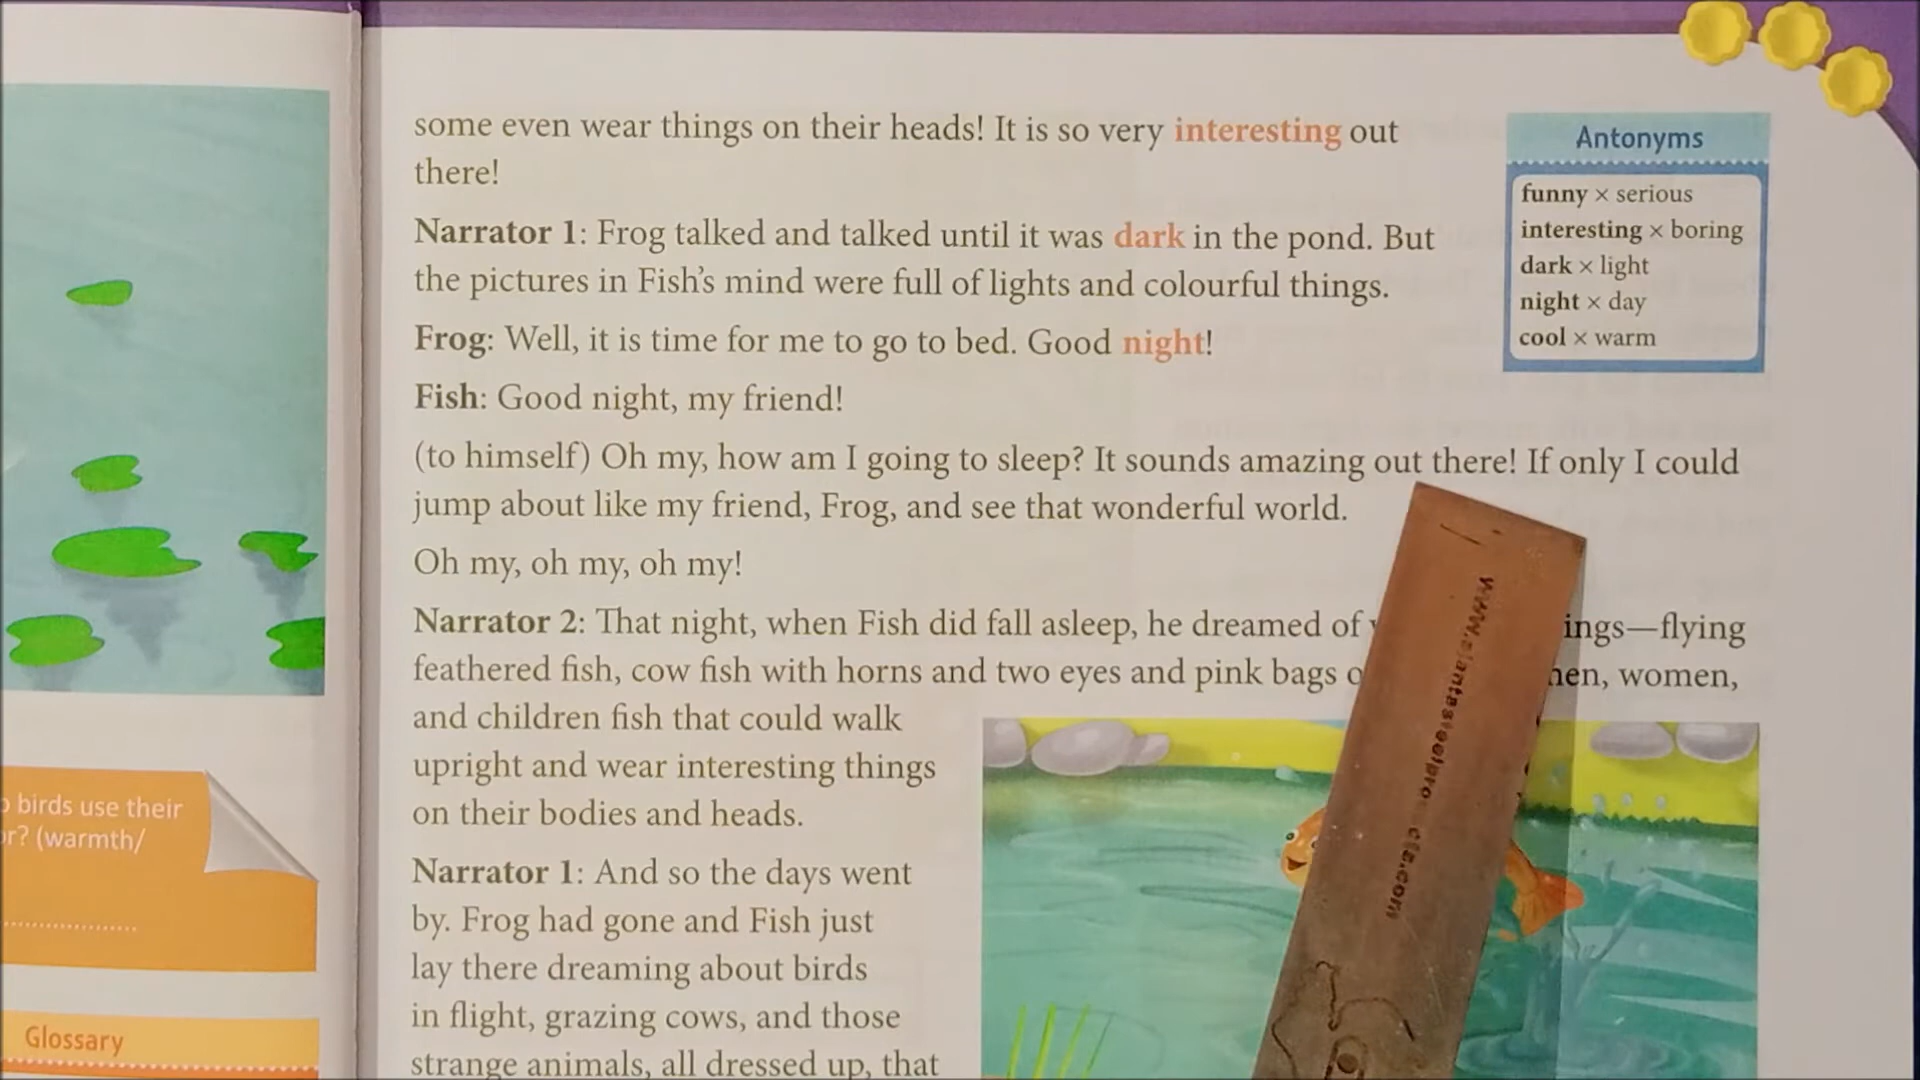 some even wear things on their heads! It is so very interesting out
there!
Narrator 1: Frog talked and talked until it was dark in the pond. But
the pictures in Fish's mind were full of lights and colourful things.
Frog: Well, it is time for me to go to bed. Good night!
Fish: Good night, my friend!
(to himself) Oh my, how am I going to sleep? It sounds amazing out there! If only I could
jump about like my friend, Frog, and see that wonderful world.
Oh my, oh my, oh my!
Narrator 2: That night, when Fish did fall asleep, he dreamed of ings—flying
feathered fish, cow fish with horns and two eyes and pink bags women,
and children fish that could walk
upright and wear interesting things
on their bodies and heads.
Narrator 1: And so the days went
by. Frog had gone and Fish just
lay there dreaming about birds
in flight, grazing cows, and those
strange animals, all dressed up, that
Antonyms
funny × serious
interesting × boring
dark × light
night × day
cool × warm
birds use their
(warmth/
Glossary